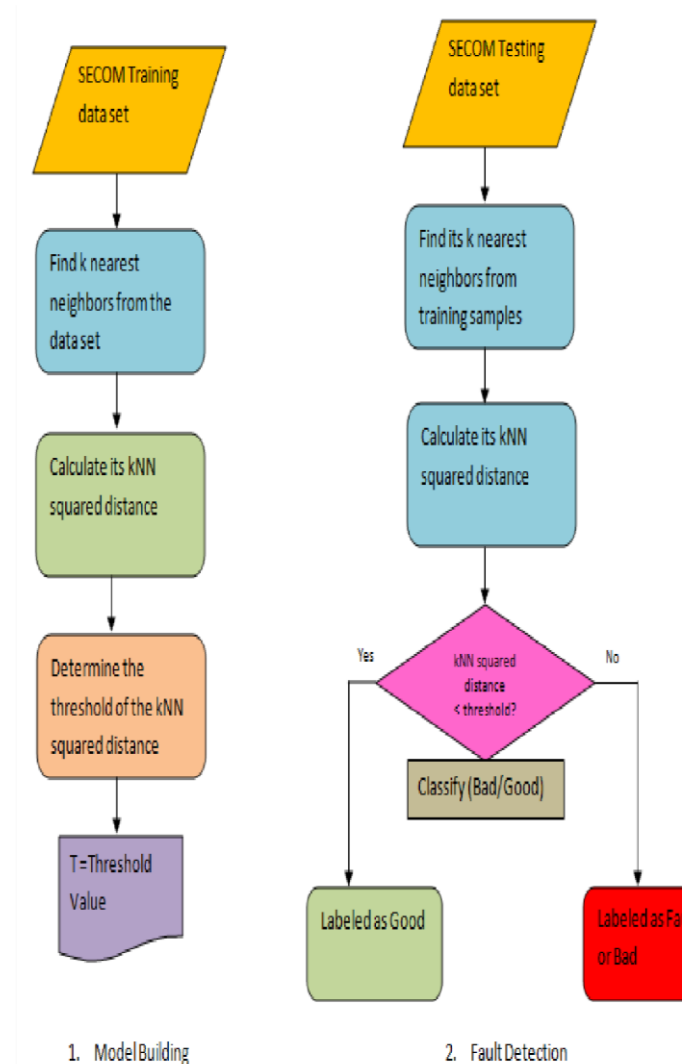 SECOM Training
data set
Find k nearest
neighbors from the
data set
Calculate its kNN
squared distance
Determine the
threshold of the kNN
squared distance
T=Threshold
Value
1. Model Building
SECOM Testing
data set
Find its k nearest
neighbors from
training samples
Calculate its kNN
squared distance
Yes
kNN squared
distance
< threshold?
No
Classify (Bad/Good)
Labeled as Good
Labeled as
or Bad
2. Fault Detection